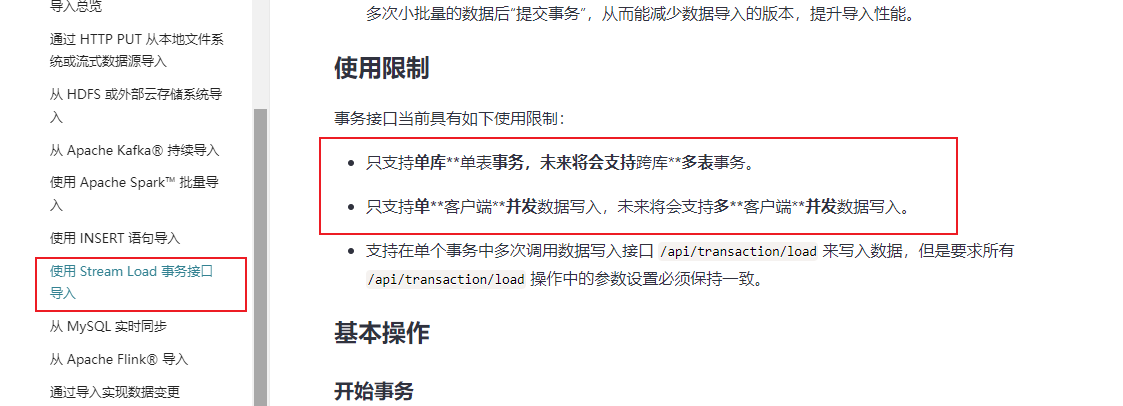 导入总览
通过 HTTP PUT 从本地文件系
统或流式数据源导入
从 HDFS 或外部云存储系统导
入
从 Apache Kafka® 持续导入
使用 Apache Spark™ 批量导
入
使用 INSERT 语句导入
使用 Stream Load 事务接口
导入
从 MySQL 实时同步
从 Apache Flink® 导入
通过导入实现数据变更
多次小批量的数据后“提交事务”，从而能减少数据导入的版本，提升导入性能。
使用限制
事务接口当前具有如下使用限制：
• 只支持单库**单表事务，未来将会支持跨库**多表事务。
• 只支持单**客户端**并发数据写入，未来将会支持多**客户端**并发数据写入。
• 支持在单个事务中多次调用数据写入接口 /api/transaction/load 来写入数据，但是要求所有
/api/transaction/load 操作中的参数设置必须保持一致。
基本操作
开始事务